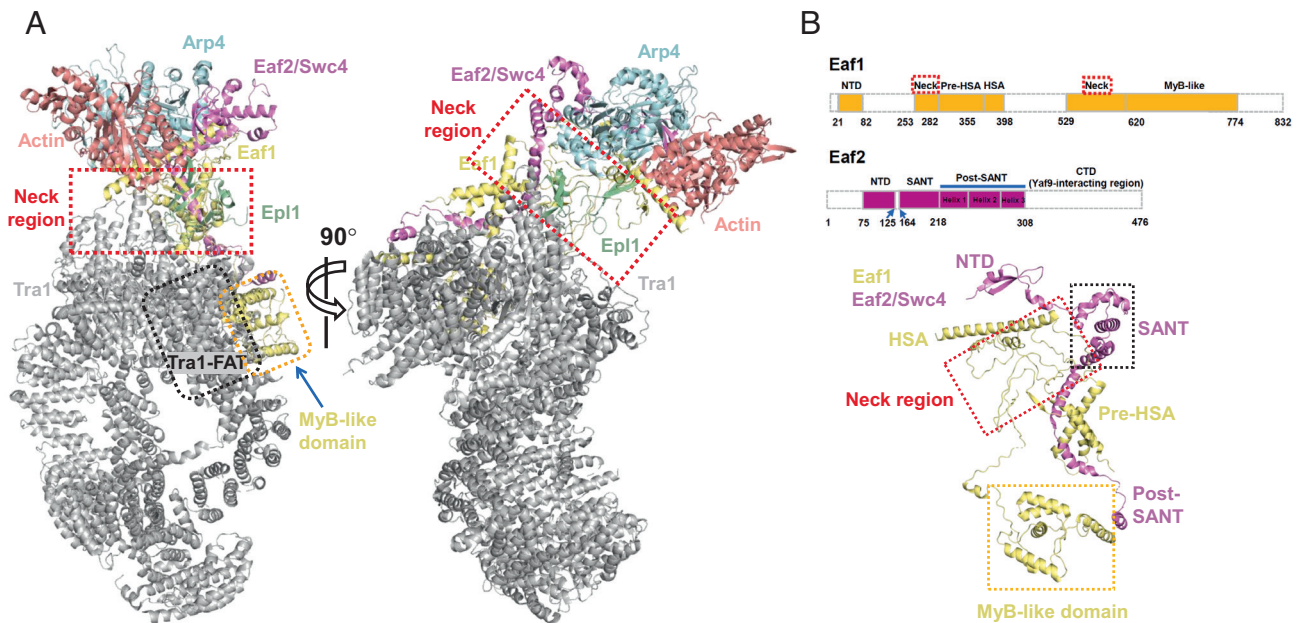 A
Arp4
Eaf2/Swc4
Actin
Eaf1
Neck
region
Epl1
Tra1
Tra1-FAT
MyB-like
domain
90°
Eaf2/Swc4
Arp4
Neck
region
Eaf1
Actin
Epl1
Tra1
B
Eaf1
NTD Neck Pre-HSA HSA Neck MyB-like
21 82 253 282 355 398 529 620 774 832
Eaf2
NTD SANT Post-SANT CTD
(Yaf9-interacting region)
Helix 1 Helix 2 Helix 3
1 75 125 164 218 308 476
Eaf1
Eaf2/Swc4
NTD
HSA
SANT
Neck region
Pre-HSA
Post-
SANT
MyB-like domain